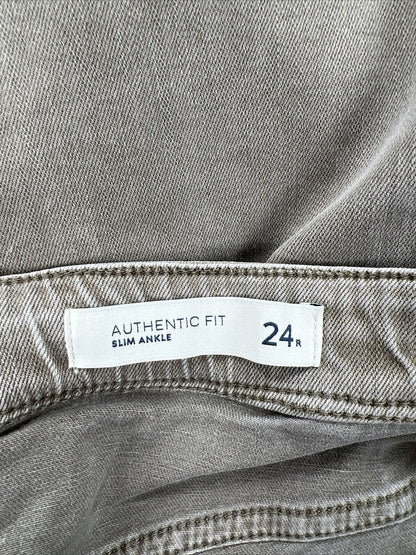 AUTHENTIC FIT
SLIM ANKLE
24R